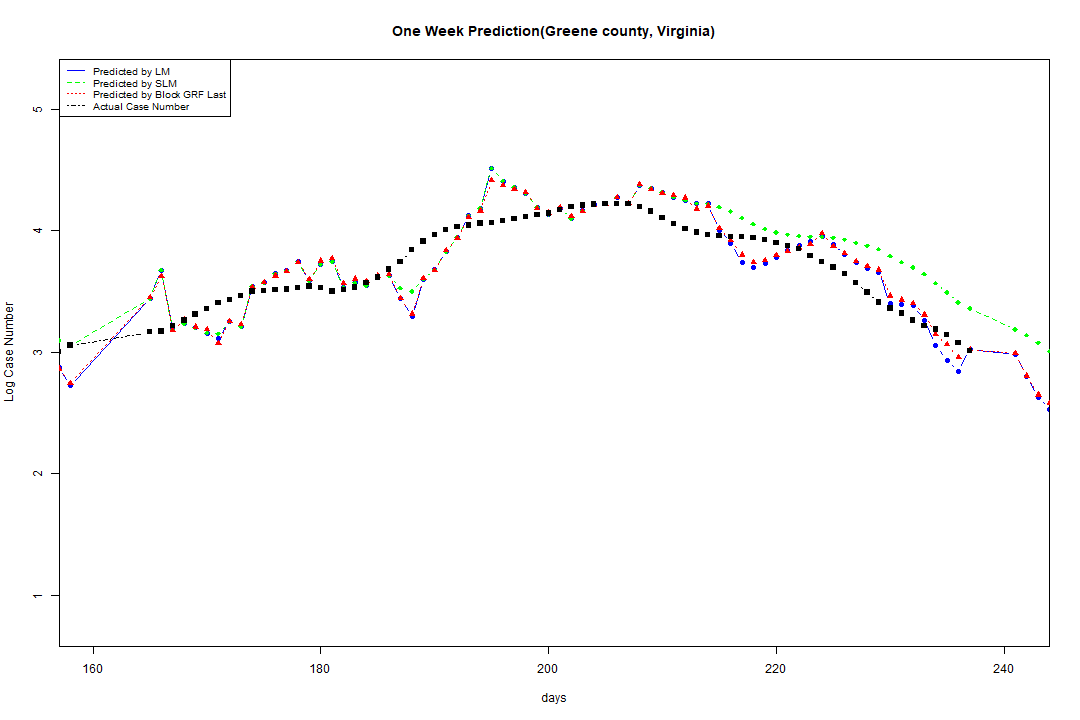 One Week Prediction(Greene county, Virginia)
Predicted by LM
Predicted by SLM
Predicted by Block GRF Last
Actual Case Number
5
4
3
2
1
Log Case Number
160 180 200 220 240
days